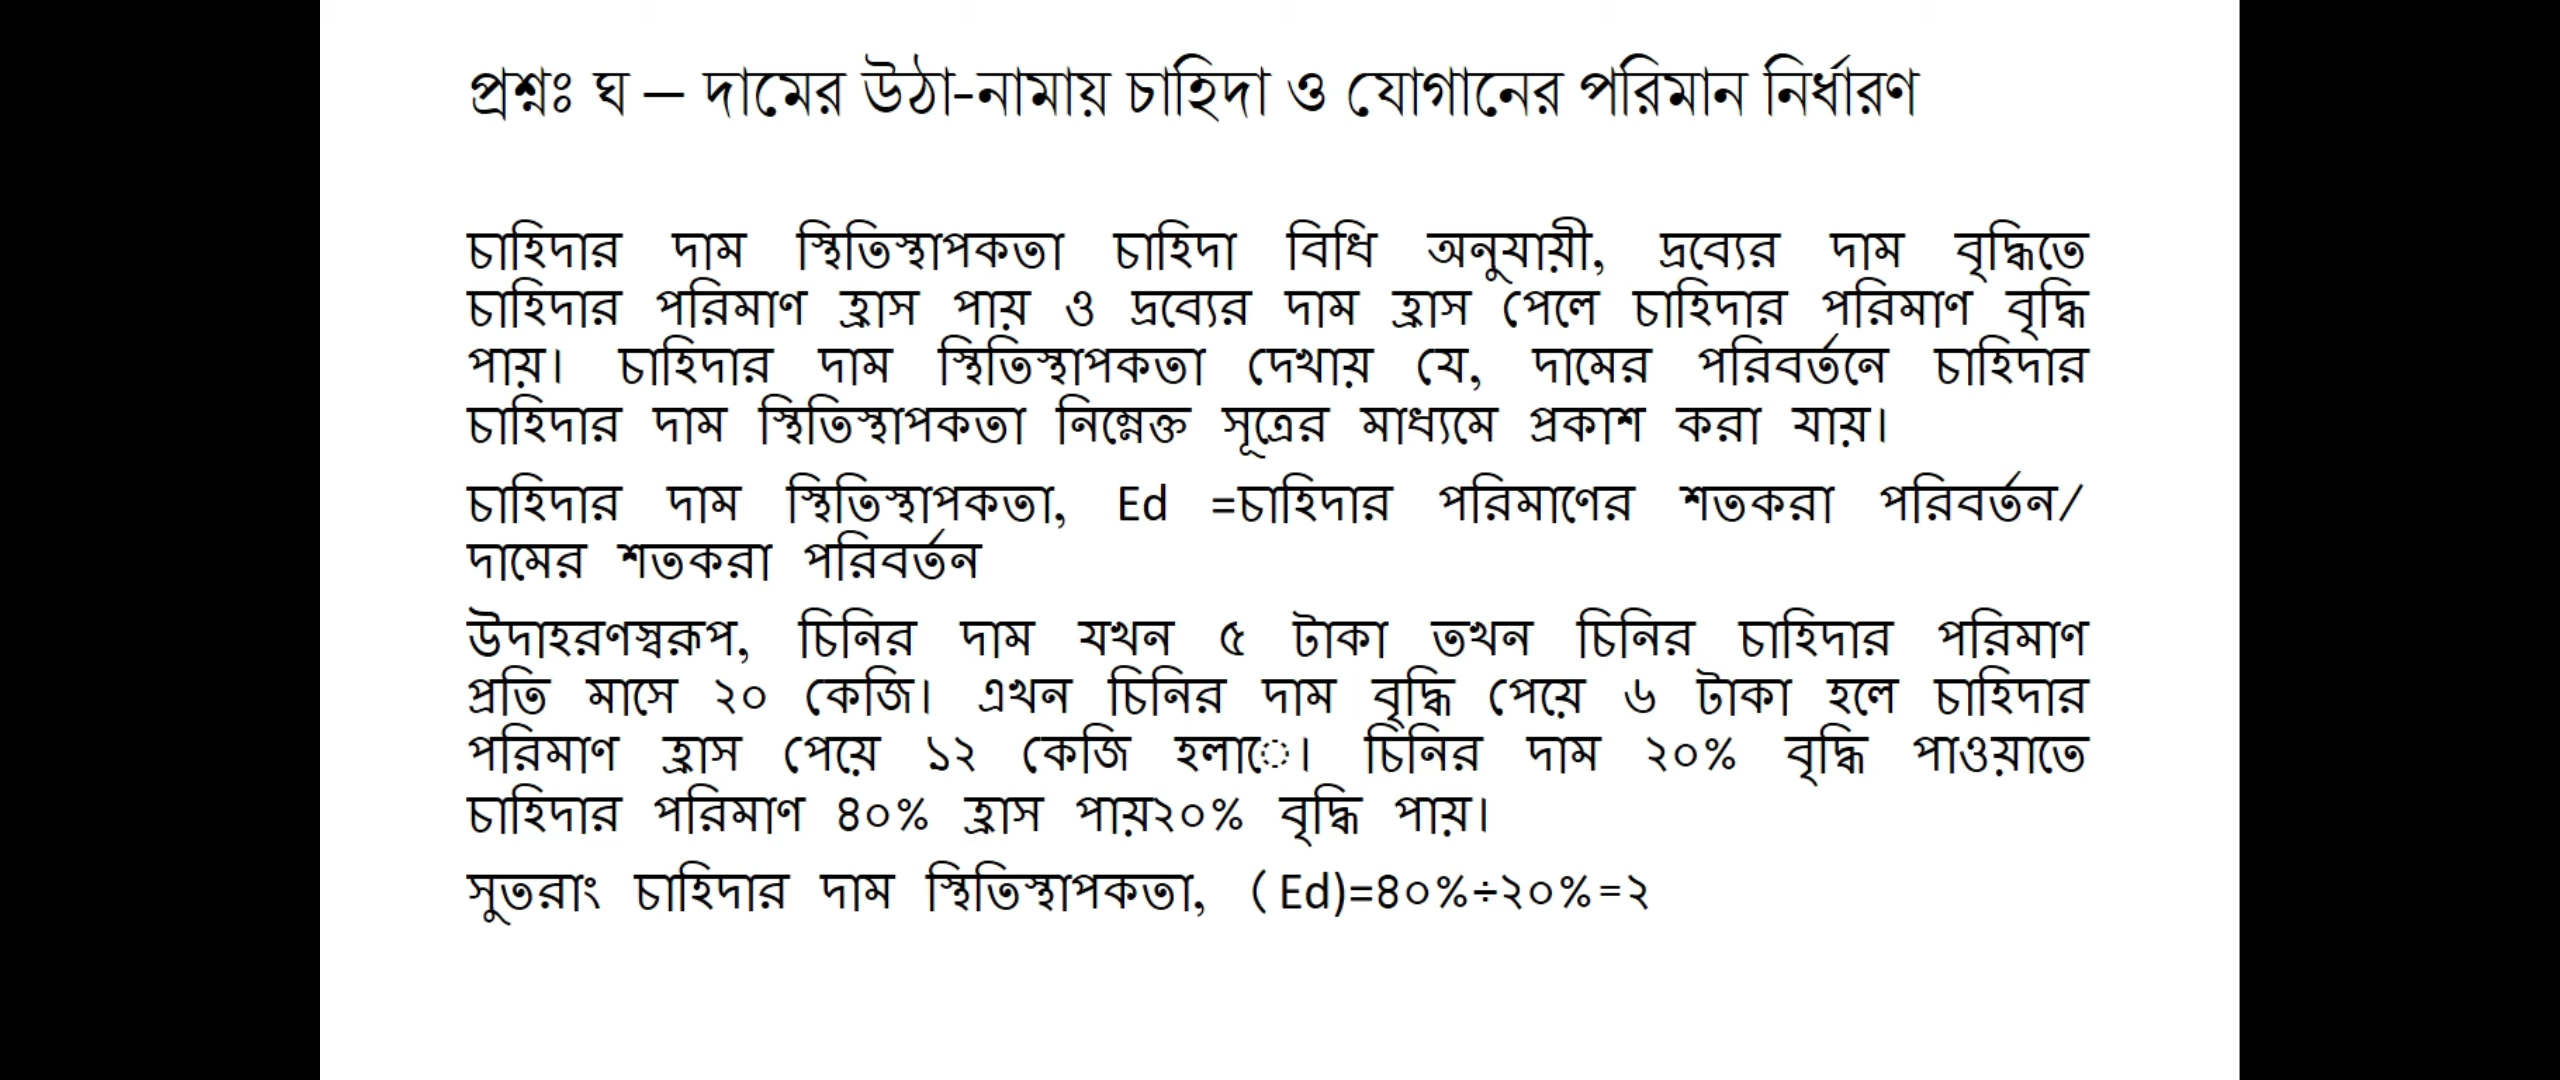 প্রশ্নঃ ঘ – দামের উঠা-নামায় চাহিদা ও যোগানের পরিমান নির্ধারণ
চাহিদার দাম স্থিতিস্থাপকতা চাহিদা বিধি অনুযায়ী, দ্রব্যের দাম বৃদ্ধিতে
চাহিদার পরিমাণ হ্রাস পায় ও দ্রব্যের দাম হ্রাস পেলে চাহিদার পরিমাণ বৃদ্ধি
পায়। চাহিদার দাম স্থিতিস্থাপকতা দেখায় যে, দামের পরিবর্তনে চাহিদার
চাহিদার দাম স্থিতিস্থাপকতা নিম্নেক্ত সূত্রের মাধ্যমে প্রকাশ করা যায়।
চাহিদার দাম স্থিতিস্থাপকতা, Ed =চাহিদার পরিমাণের শতকরা পরিবর্তন/
দামের শতকরা পরিবর্তন
উদাহরণস্বরূপ, চিনির দাম যখন ৫ টাকা তখন চিনির চাহিদার পরিমাণ
প্রতি মাসে ২০ কেজি। এখন চিনির দাম বৃদ্ধি পেয়ে ৬ টাকা হলে চাহিদার
পরিমাণ হ্রাস পেয়ে ১২ কেজি হলাে। চিনির দাম ২০% বৃদ্ধি পাওয়াতে
চাহিদার পরিমাণ ৪০% হ্রাস পায়২০% বৃদ্ধি পায়।
সুতরাং চাহিদার দাম স্থিতিস্থাপকতা, (Ed)=৪০%÷২০%=২